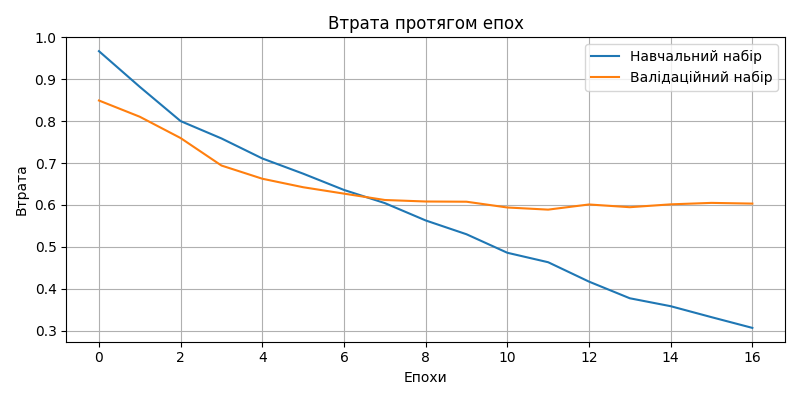 Втрата протягом епох
Навчальний набір
Валідаційний набір
Втрата
1.0
0.9
0.8
0.7
0.6
0.5
0.4
0.3
0 2 4 6 8 10 12 14 16
Епохи